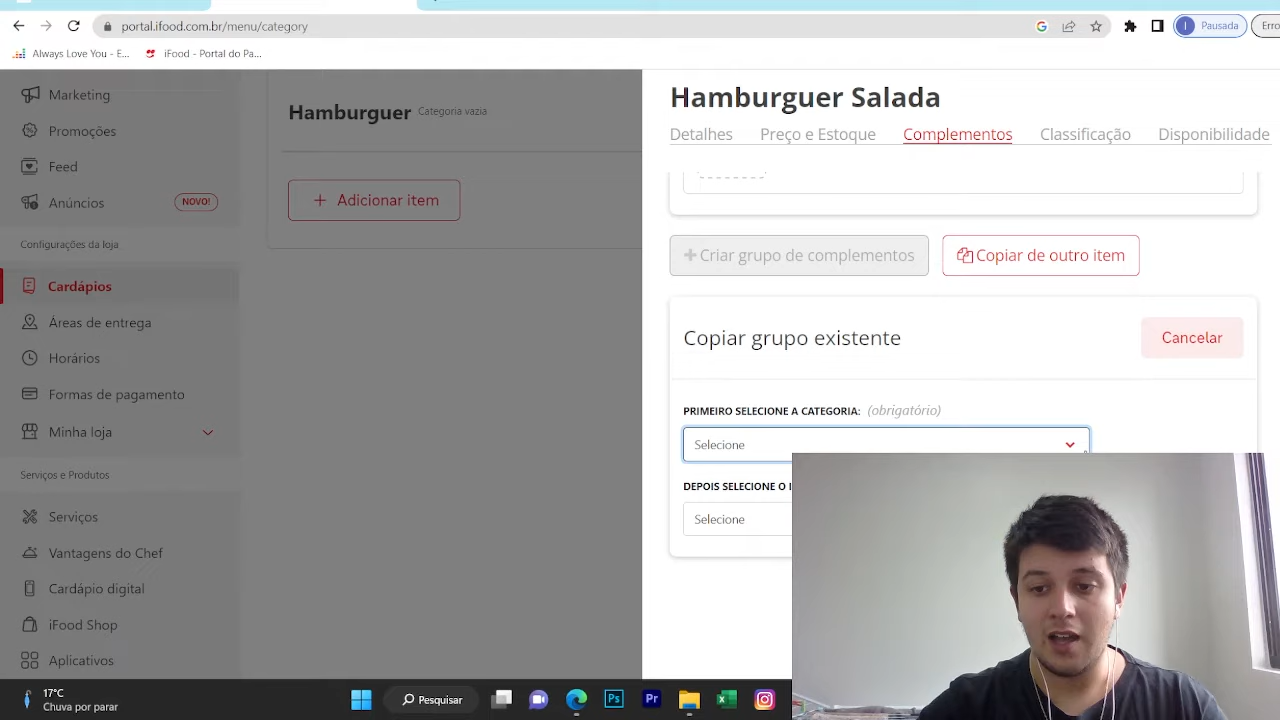 portal.ifood.com.br/menu/category
Pausada
Erro
Always Love You - E...
iFood - Portal do Pa...
Marketing
Promoções
Feed
Anúncios
NOVO!
Configurações da loja
Cardápios
Áreas de entrega
Horários
Formas de pagamento
Minha loja
Serviços e Produtos
Serviços
Vantagens do Chef
Cardápio digital
iFood Shop
Aplicativos
Hamburguer Categoria vazia
+ Adicionar item
Hamburguer Salada
Detalhes Preço e Estoque Complementos Classificação Disponibilidade
+ Criar grupo de complementos
Copiar de outro item
Copiar grupo existente
Cancelar
PRIMEIRO SELECIONE A CATEGORIA: (obrigatório)
Selecione
DEPOIS SELECIONE O
Selecione
17°C
Chuva por parar
Pesquisar
Ps
Pr